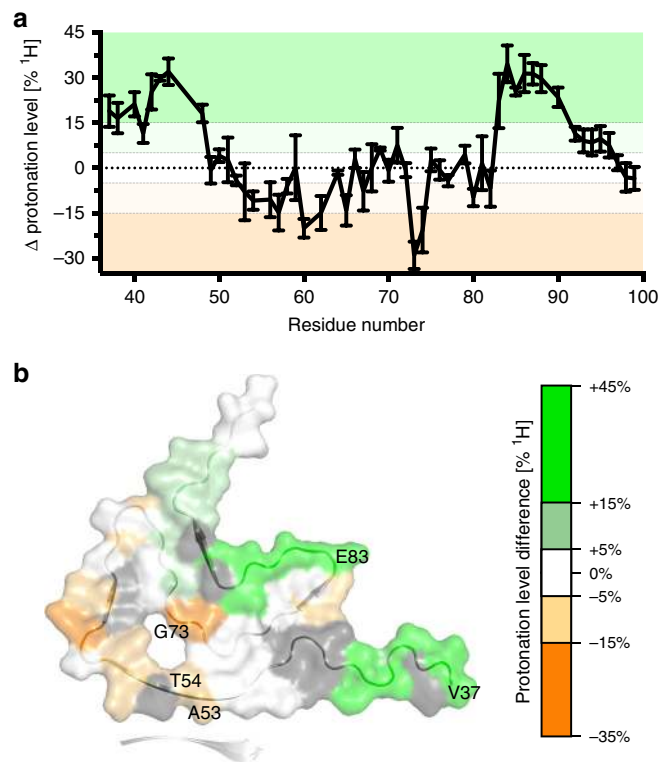 a
Δ protonation level [% ¹H]
45
30
15
0
−15
−30
40 50 60 70 80 90 100
Residue number
b
E83
G73
T54
A53
V37
Protonation level difference [% ¹H]
+45%
+15%
+5%
0%
−5%
−15%
−35%